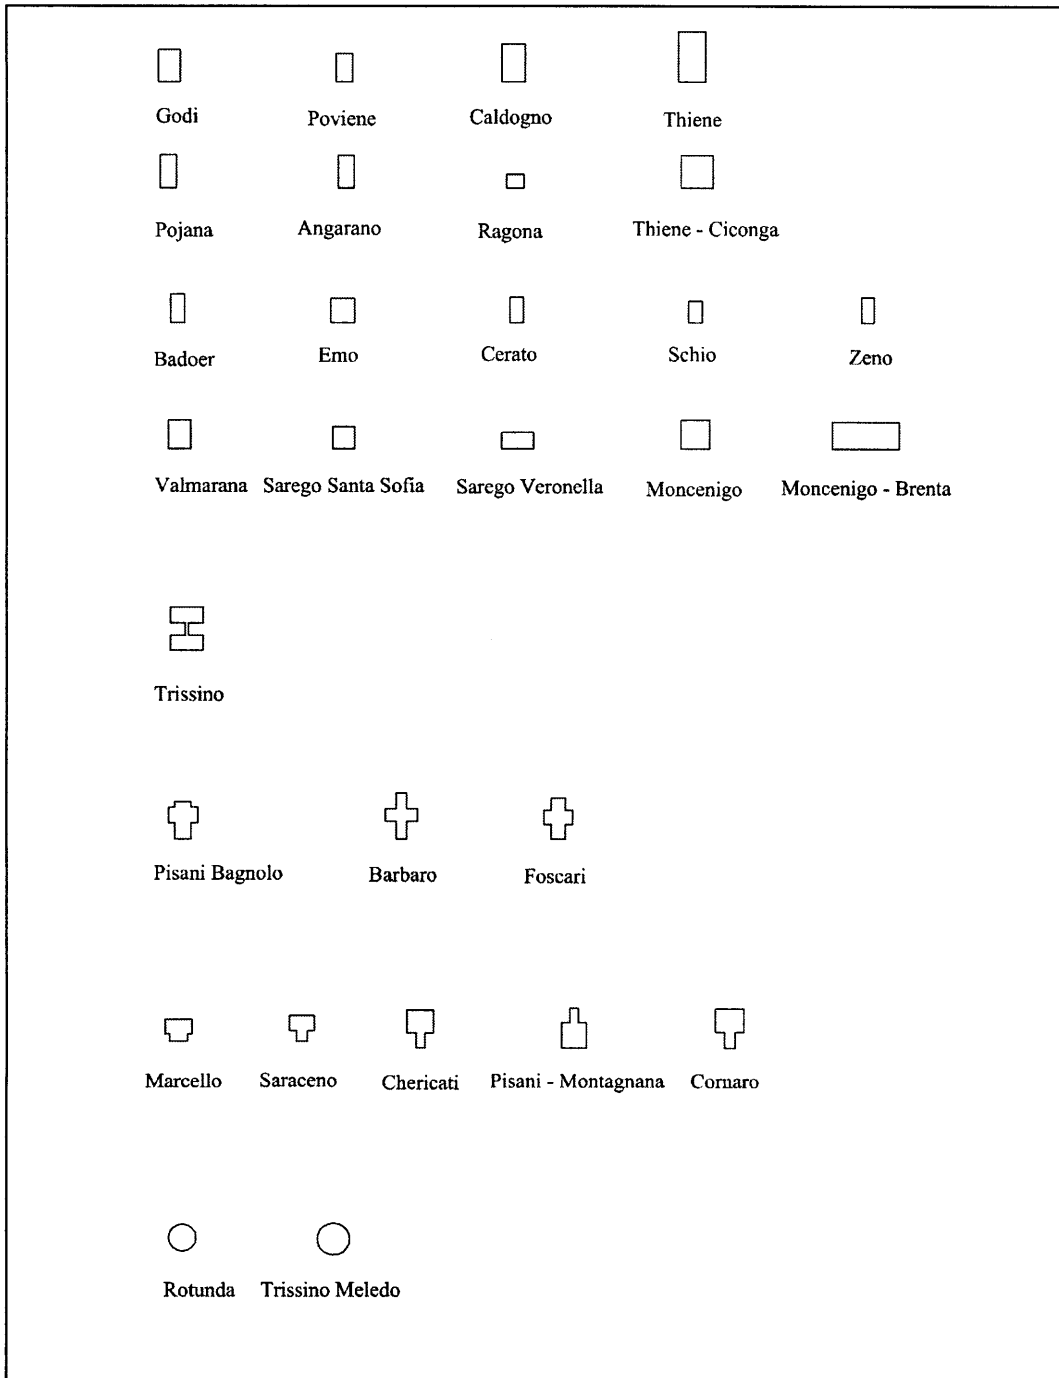 Godi Poviene Caldogno Thiene
Pojana Angarano Ragona Thiene - Ciconga
Badoer Emo Cerato Schio Zeno
Valmarana Sarego Santa Sofia Sarego Veronella Moncenigo Moncenigo - Brenta
Trissino
Pisani Bagnolo Barbaro Foscari
Marcello Saraceno Chericati Pisani - Montagnana Cornaro
Rotunda Trissino Meledo